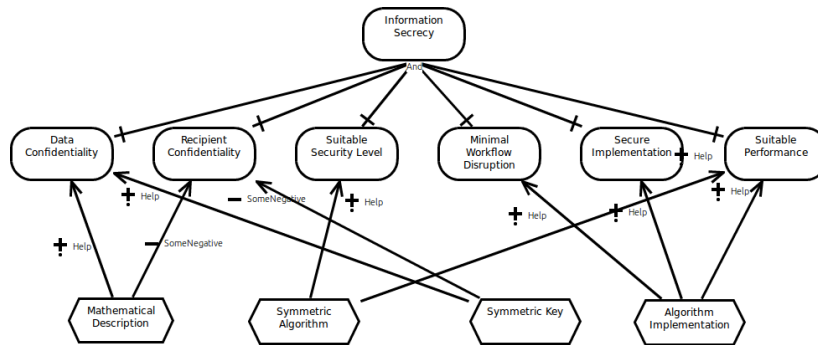 Information
Secrecy
And
Data
Confidentiality
Recipient
Confidentiality
Suitable
Security Level
Minimal
Workflow
Disruption
Secure
Implementation
Suitable
Performance
Help
Help
Help
SomeNegative
Help
Help
Help
Help
Help
SomeNegative
Mathematical
Description
Symmetric
Algorithm
Symmetric Key
Algorithm
Implementation